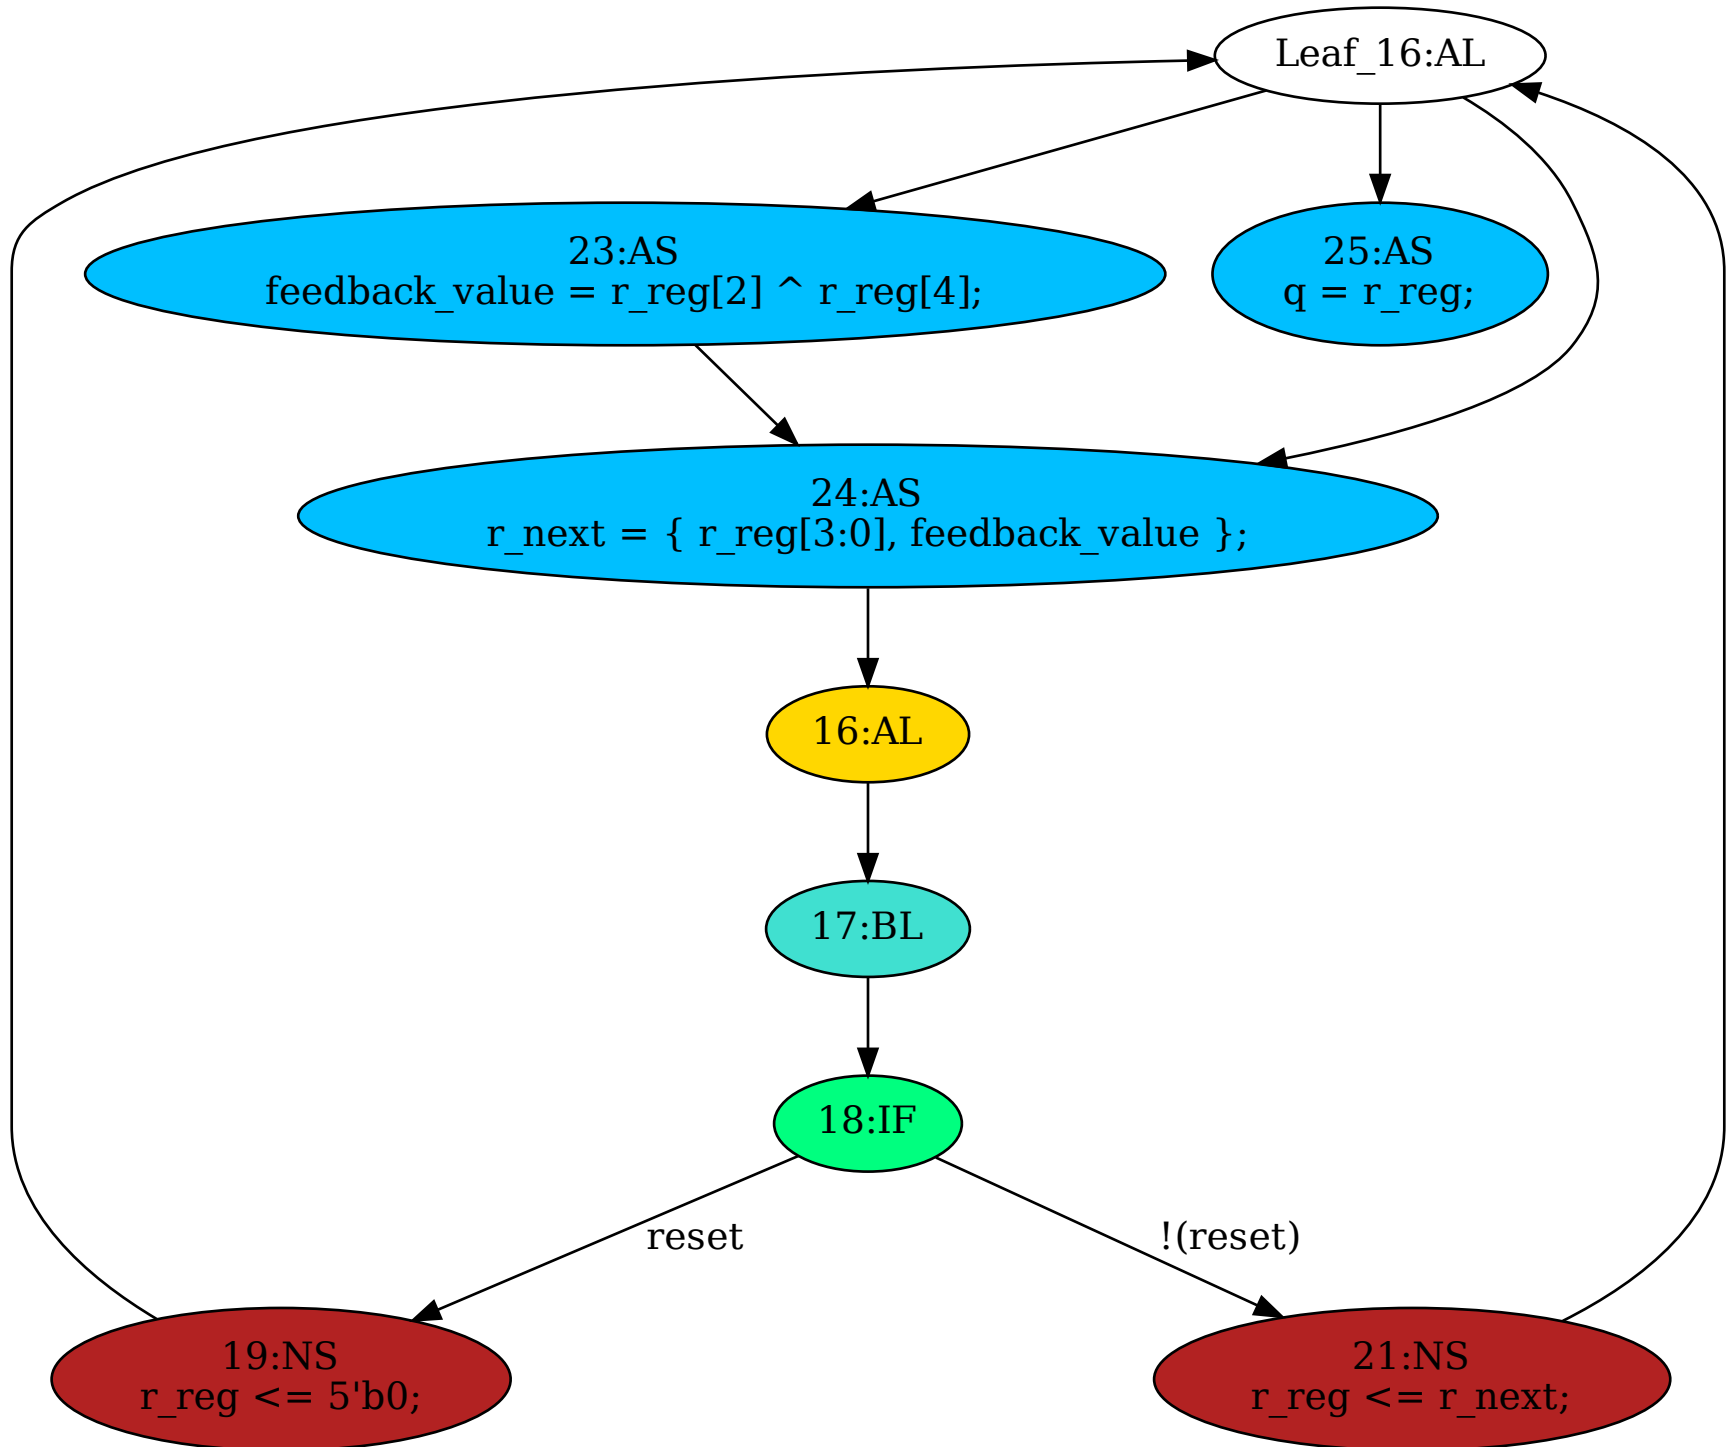 Leaf_16:AL
23:AS
feedback_value = r_reg[2] ^ r_reg[4];
25:AS
q = r_reg;
24:AS
r_next = { r_reg[3:0], feedback_value };
16:AL
17:BL
18:IF
reset
!(reset)
19:NS
r_reg <= 5'b0;
21:NS
r_reg <= r_next;